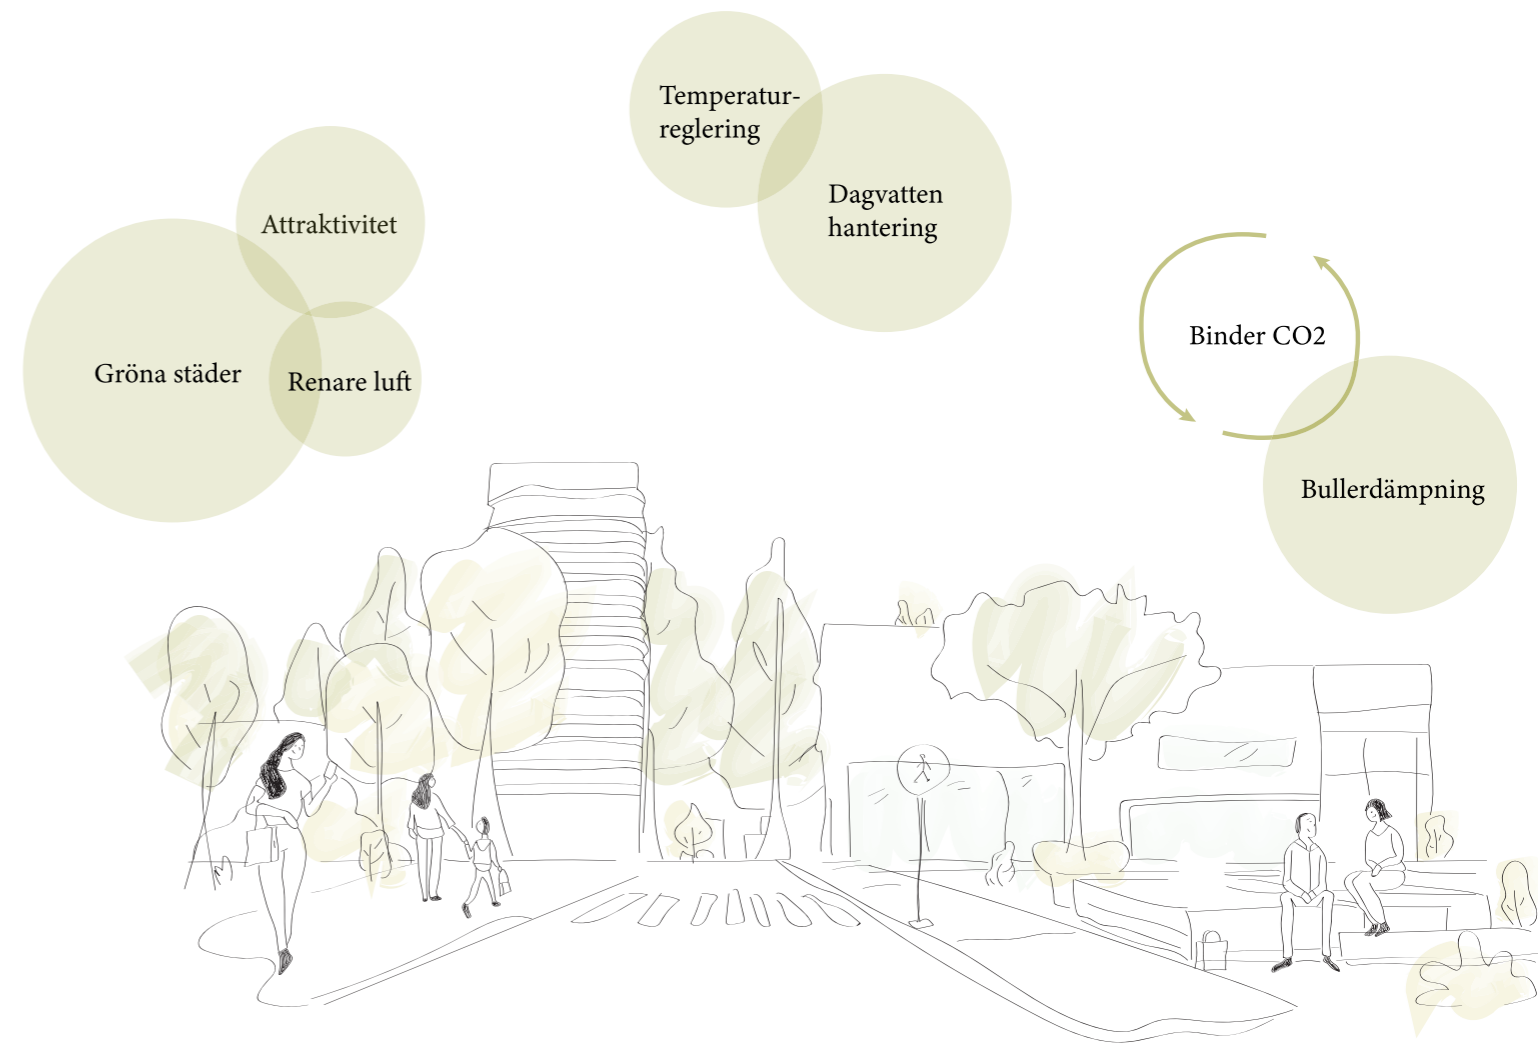 Temperatur-
reglering
Dagvatten
hantering
Attraktivitet
Gröna städer
Renare luft
Binder CO2
Bullerdämpning